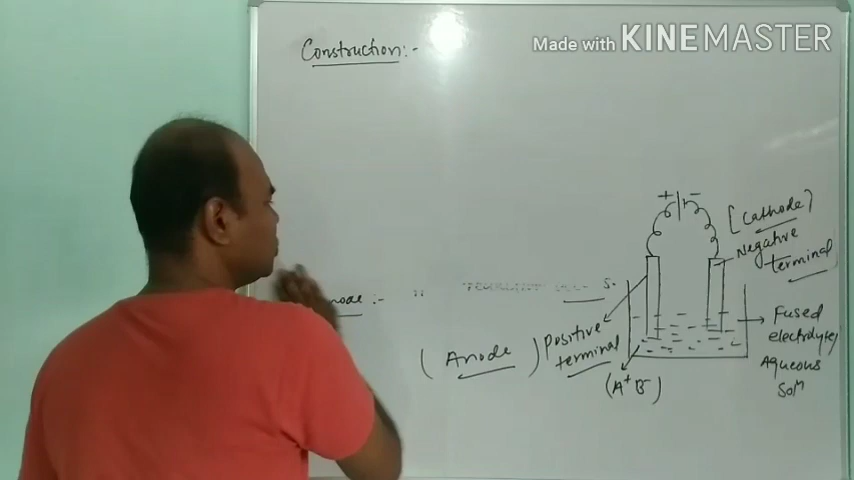 Construction:-
Made with KINEMASTER
+ -
[Cathode]
Negative
terminal
:-
Positive
terminal
(Anode)
(A+ B-)
Fused
electrolyte/
Aqueous
Solⁿ